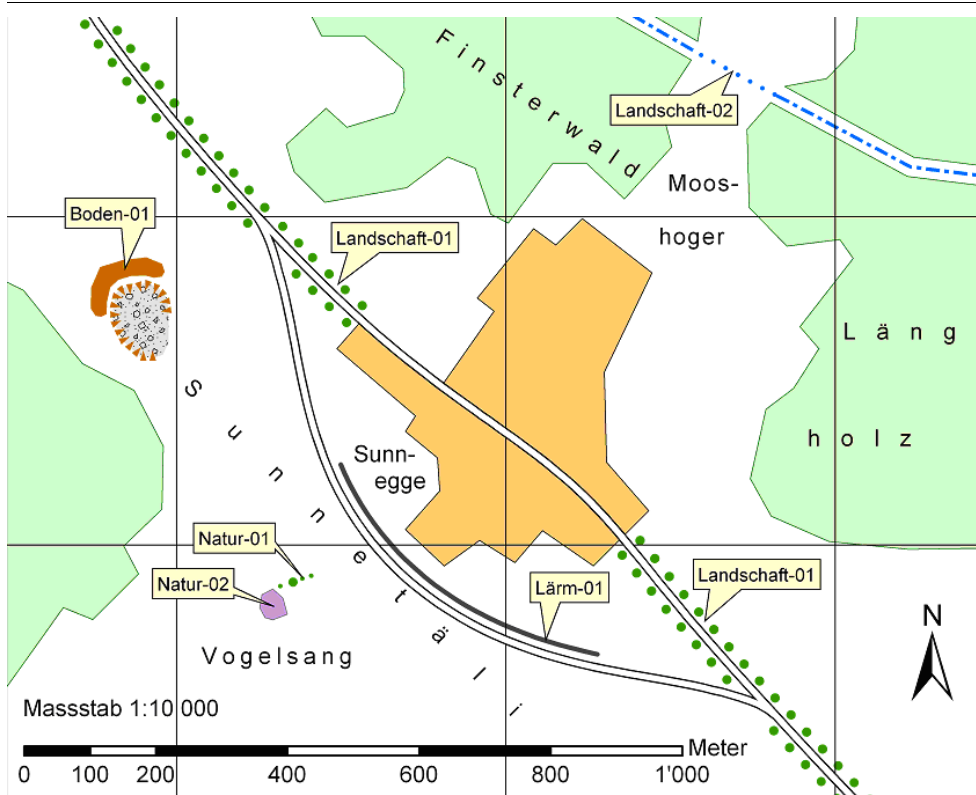 Finsterwald
Landschaft-02
Moos-
hoger
Boden-01
Landschaft-01
Läng
holz
Sunnetäli
Sunn-
egge
Natur-01
Natur-02
Lärm-01
Landschaft-01
Vogelsang
N
Massstab 1:10 000
Meter
0 100 200 400 600 800 1'000